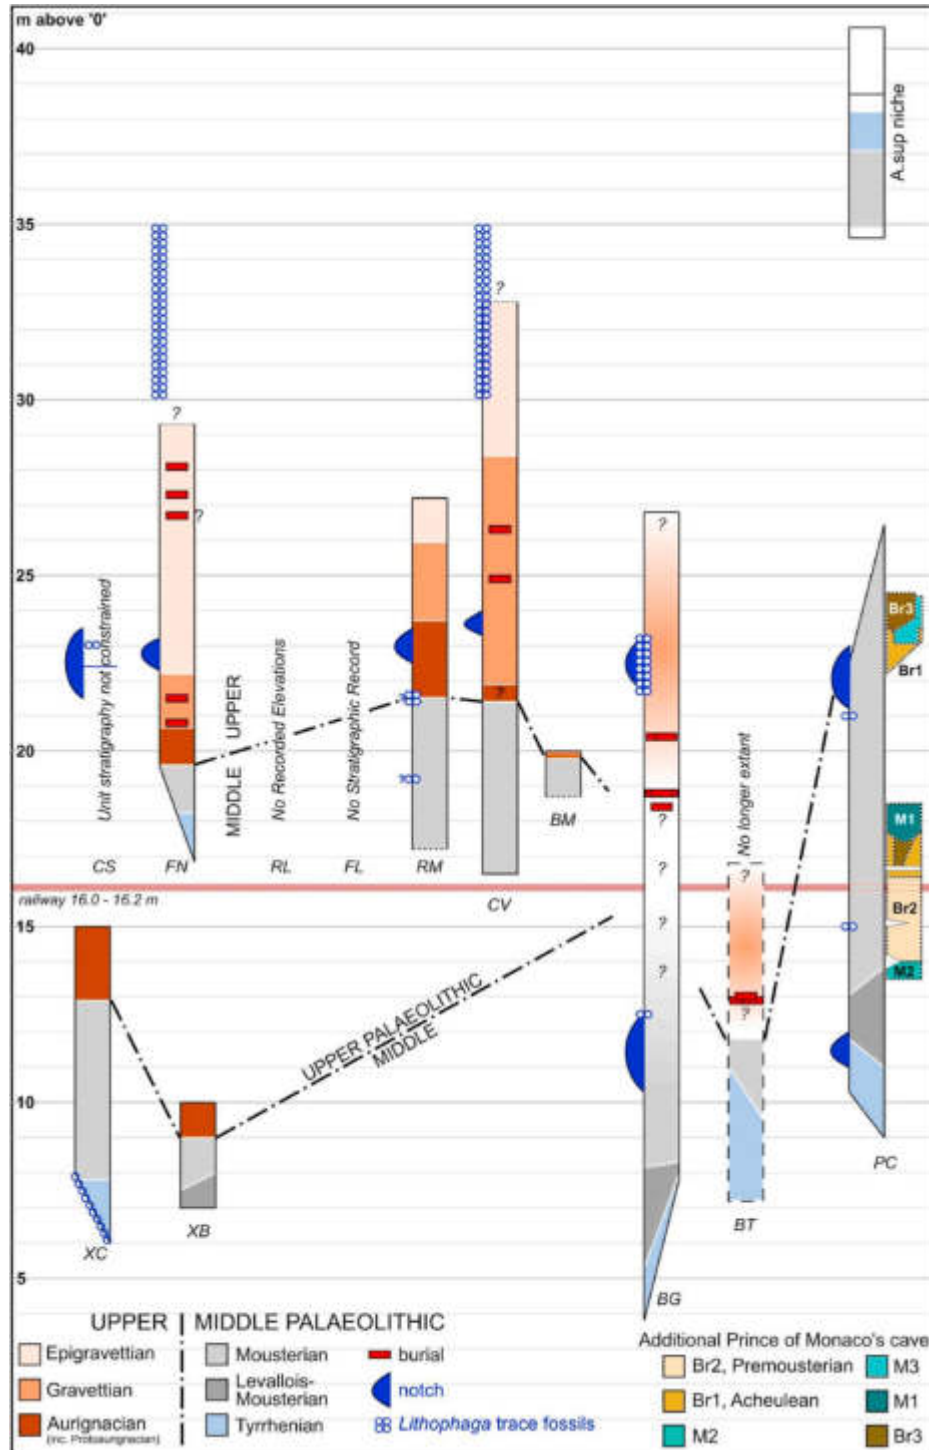 m above '0'
40
A.sup niche
35
?
30
?
?
?
25
Unit stratigraphy not constrained
Br3
Br1
MIDDLE UPPER
No Recorded Elevations
No Stratigraphic Record
?
20
No longer extant
?
M1
BM
CS
FN
RL
FL
RM
?
?
CV
railway 16.0 - 16.2 m
Br2
15
?
M2
?
?
UPPER PALAEOLITHIC
MIDDLE
10
PC
XB
BT
XC
5
BG
UPPER | MIDDLE PALAEOLITHIC
Epigravettian
Gravettian
Aurignacian
(inc. Protoaurignacian)
Mousterian
Levallois-
Mousterian
Tyrrhenian
burial
notch
Lithophaga trace fossils
Additional Prince of Monaco's cave
Br2, Premousterian
M3
Br1, Acheulean
M1
M2
Br3